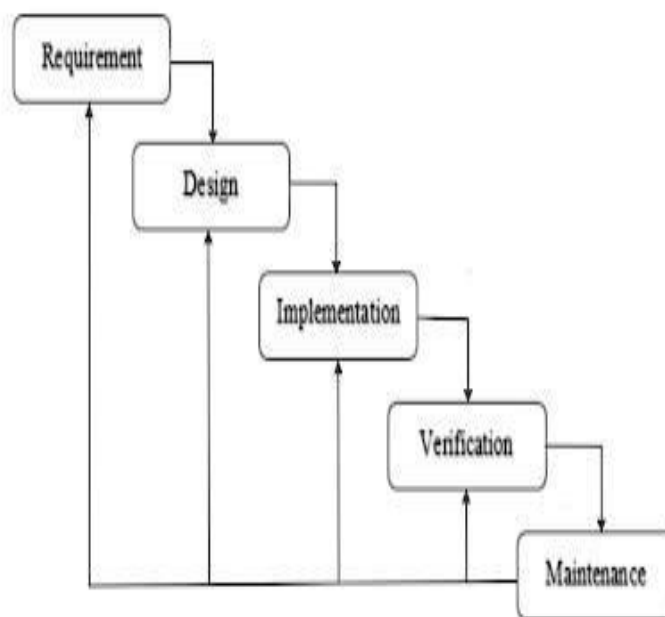 Requirement
Design
Implementation
Verification
Maintenance